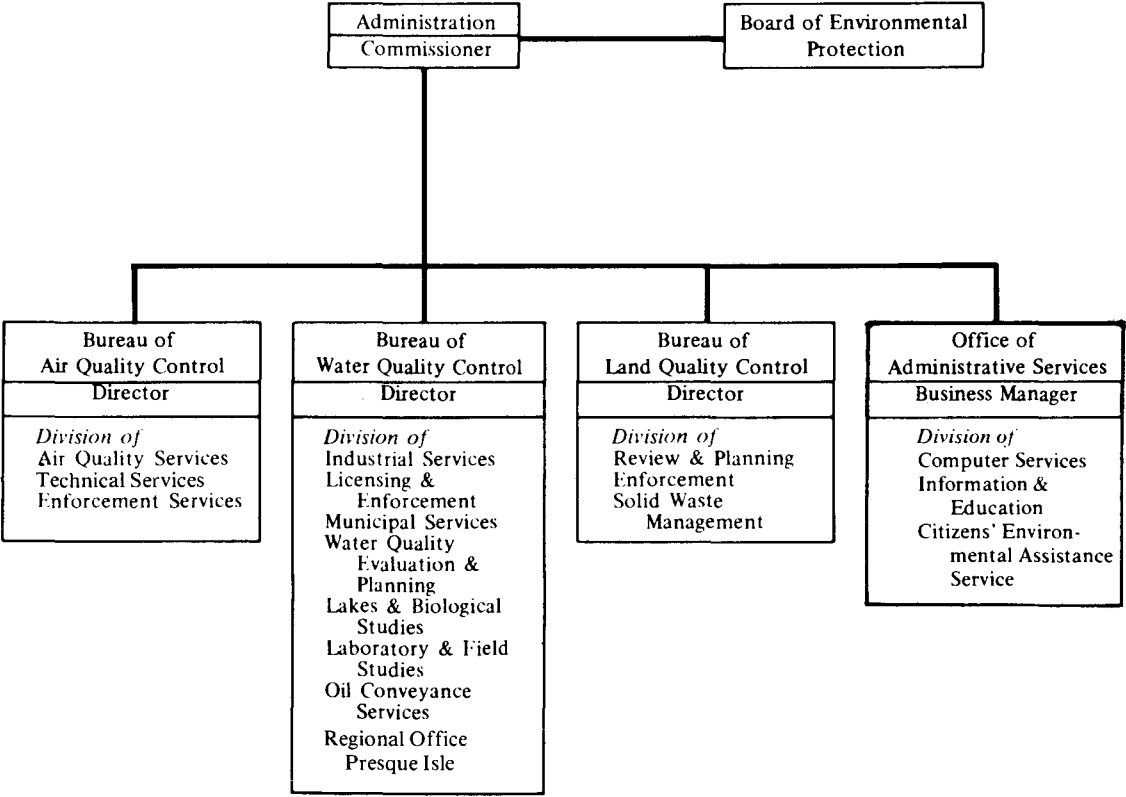 Administration
Commissioner
Board of Environmental
Protection
Bureau of
Air Quality Control
Director
Division of
Air Quality Services
Technical Services
Enforcement Services
Bureau of
Water Quality Control
Director
Division of
Industrial Services
Licensing &
Enforcement
Municipal Services
Water Quality
Evaluation &
Planning
Lakes & Biological
Studies
Laboratory & Field
Studies
Oil Conveyance
Services
Regional Office
Presque Isle
Bureau of
Land Quality Control
Director
Division of
Review & Planning
Enforcement
Solid Waste
Management
Office of
Administrative Services
Business Manager
Division of
Computer Services
Information &
Education
Citizens' Environ-
mental Assistance
Service